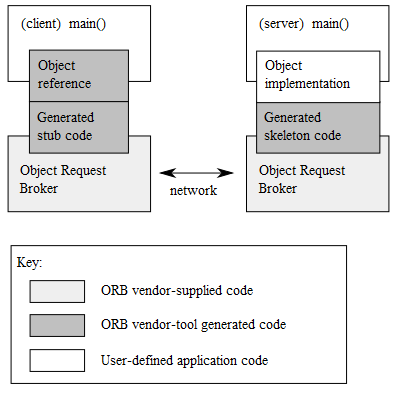 (client) main()
Object
reference
Generated
stub code
Object Request
Broker
network
(server) main()
Object
implementation
Generated
skeleton code
Object Request
Broker
Key:
ORB vendor-supplied code
ORB vendor-tool generated code
User-defined application code